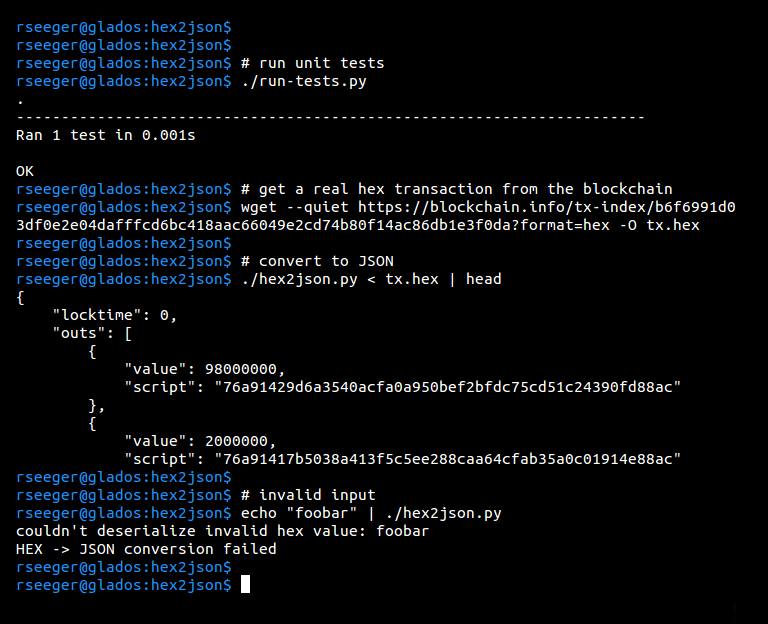 rseeger@glados:hex2json$
rseeger@glados:hex2json$
rseeger@glados:hex2json$ # run unit tests
rseeger@glados:hex2json$ ./run-tests.py
.
----------------------------------------------------------------------
Ran 1 test in 0.001s

OK
rseeger@glados:hex2json$ # get a real hex transaction from the blockchain
rseeger@glados:hex2json$ wget --quiet https://blockchain.info/tx-index/b6f6991d0
3df0e2e04dafffcd6bc418aac66049e2cd74b80f14ac86db1e3f0da?format=hex -O tx.hex
rseeger@glados:hex2json$
rseeger@glados:hex2json$ # convert to JSON
rseeger@glados:hex2json$ ./hex2json.py < tx.hex | head
{
    "locktime": 0,
    "outs": [
        {
            "value": 98000000,
            "script": "76a91429d6a3540acfa0a950bef2bfdc75cd51c24390fd88ac"
        },
        {
            "value": 2000000,
            "script": "76a91417b5038a413f5c5ee288caa64cfab35a0c01914e88ac"
rseeger@glados:hex2json$
rseeger@glados:hex2json$ # invalid input
rseeger@glados:hex2json$ echo "foobar" | ./hex2json.py
couldn't deserialize invalid hex value: foobar
HEX -> JSON conversion failed
rseeger@glados:hex2json$
rseeger@glados:hex2json$